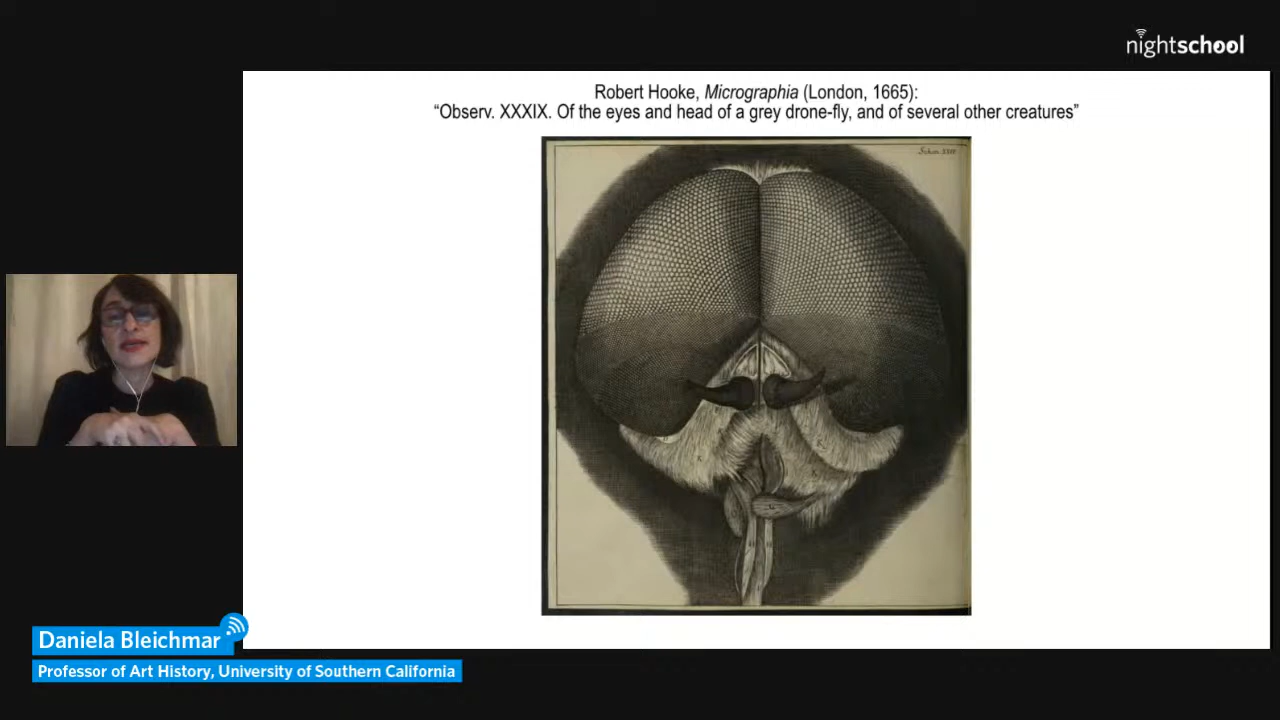 nightschool
Robert Hooke, Micrographia (London, 1665):
“Observ. XXXIX. Of the eyes and head of a grey drone-fly, and of several other creatures”
Daniela Bleichmar
Professor of Art History, University of Southern California